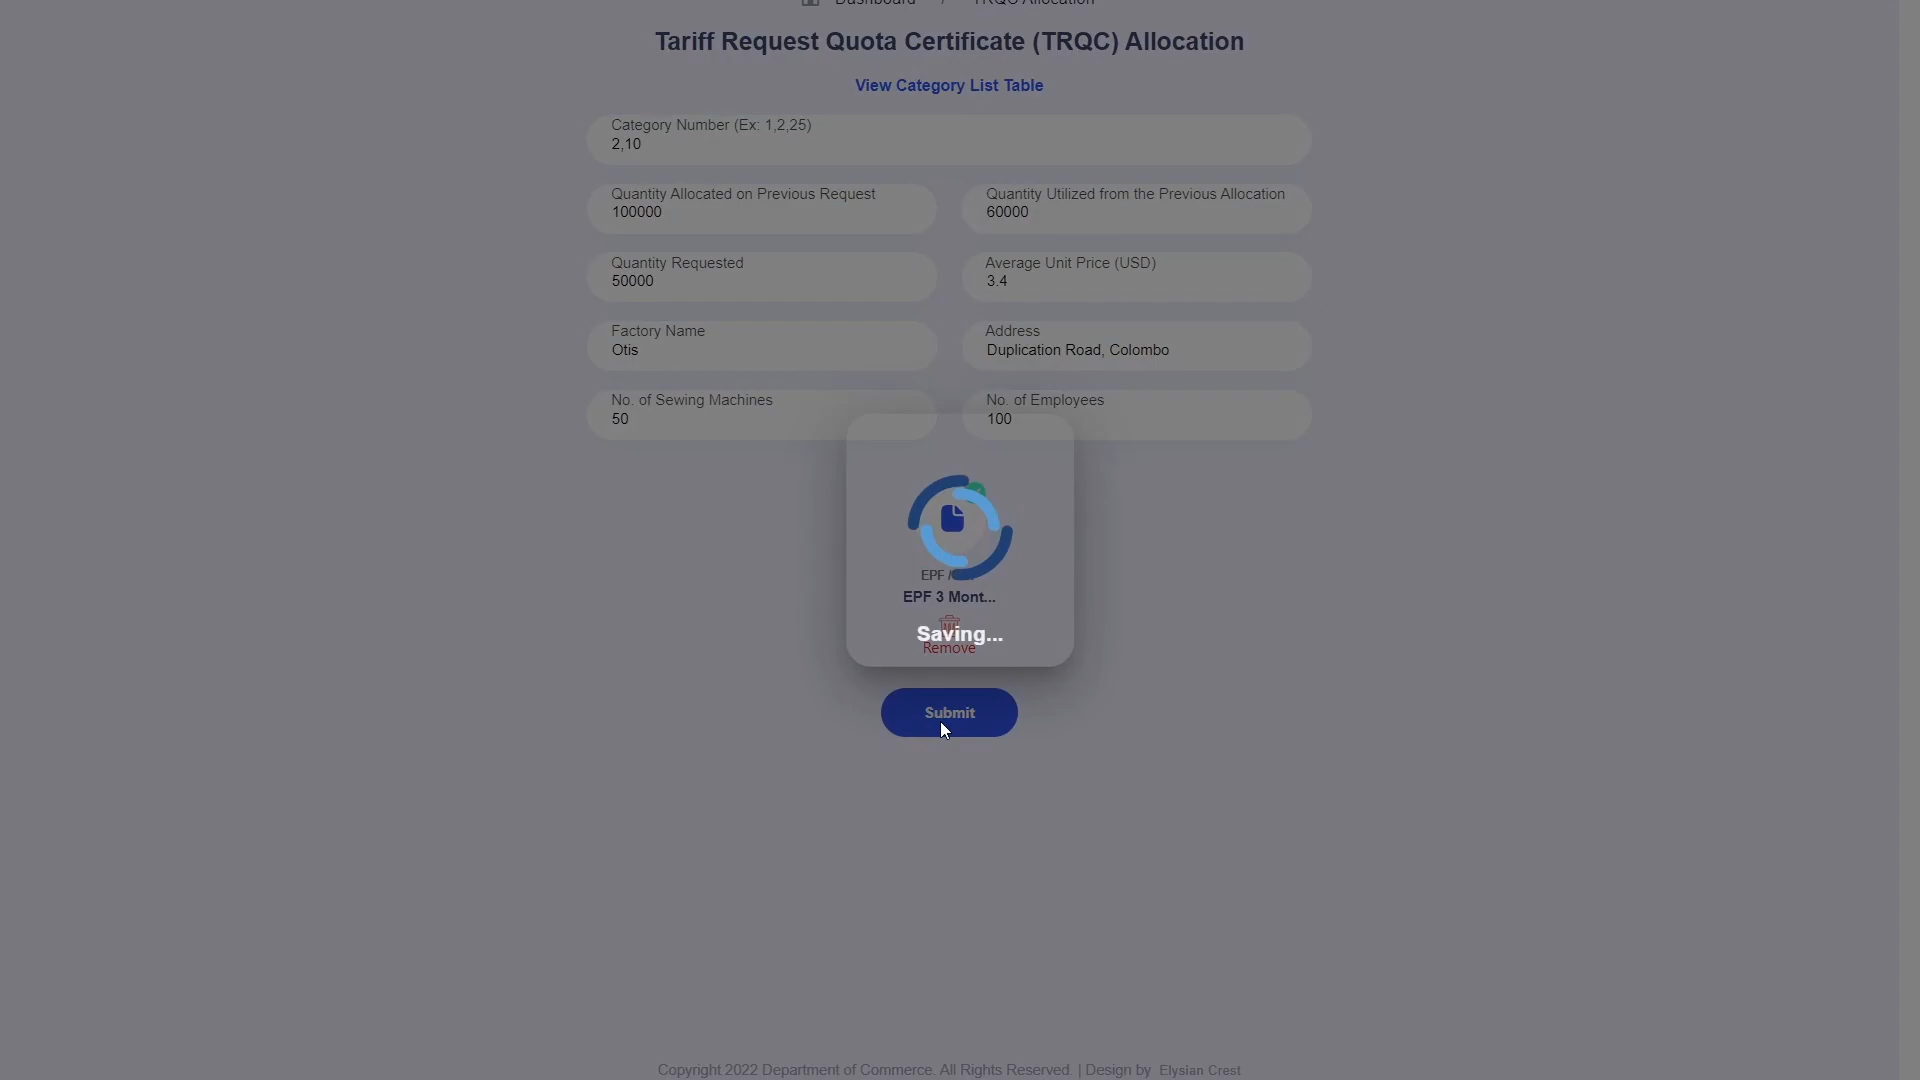 Dashboard / TRQC Allocation
Tariff Request Quota Certificate (TRQC) Allocation
View Category List Table
Category Number (Ex: 1,2,25)
2,10
Quantity Allocated on Previous Request
100000
Quantity Utilized from the Previous Allocation
60000
Quantity Requested
50000
Average Unit Price (USD)
3.4
Factory Name
Otis
Address
Duplication Road, Colombo
No. of Sewing Machines
50
No. of Employees
100
EPF /
EPF 3 Mont...
Saving...
Remove
Submit
Copyright 2022 Department of Commerce. All Rights Reserved. | Design by Elysian Crest